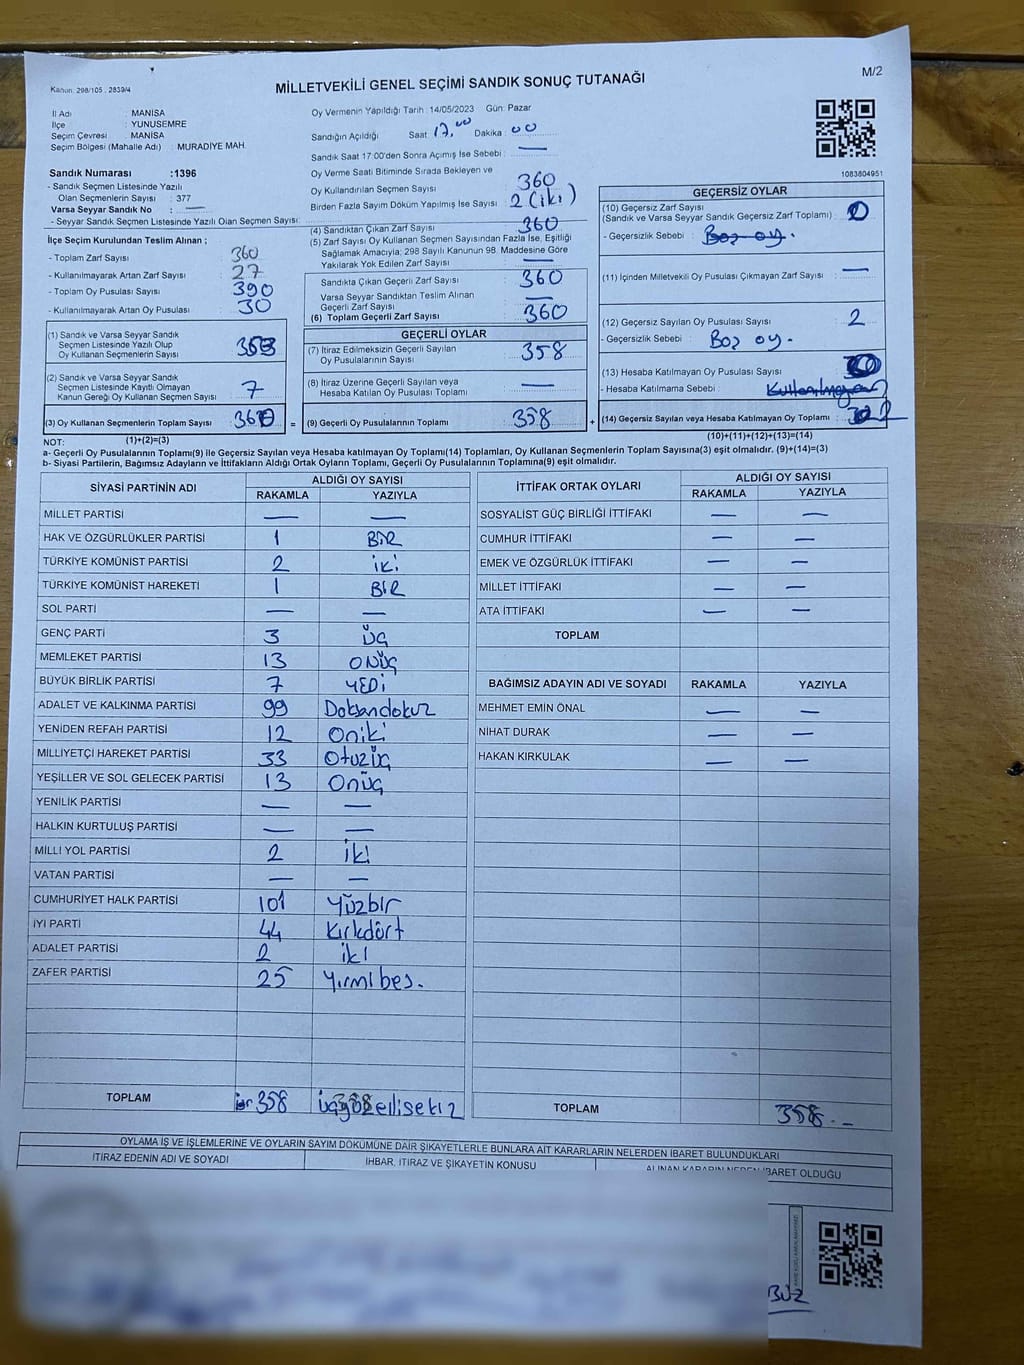 Kanun: 298/105, 2839/4
MİLLETVEKİLİ GENEL SEÇİMİ SANDIK SONUÇ TUTANAĞI
M/2
İl Adı : MANİSA
İlçe : YUNUSEMRE
Seçim Çevresi : MANİSA
Seçim Bölgesi (Mahalle Adı) : MURADİYE MAH.
Sandık Numarası :1396
- Sandık Seçmen Listesinde Yazılı
Olan Seçmenlerin Sayısı : 377
Varsa Seyyar Sandık No : —
- Seyyar Sandık Seçmen Listesinde Yazılı Olan Seçmen Sayısı:
Oy Vermenin Yapıldığı Tarih : 14/05/2023 Gün: Pazar
Sandığın Açıldığı Saat : 17,00 Dakika : 00
Sandık Saat 17:00'den Sonra Açımış İse Sebebi : —
Oy Verme Saati Bitiminde Sırada Bekleyen ve
Oy Kullandırılan Seçmen Sayısı : 360
Birden Fazla Sayım Döküm Yapılmış İse Sayısı : 2 (iki)
(4) Sandıktan Çıkan Zarf Sayısı : 360
(5) Zarf Sayısı Oy Kullanan Seçmen Sayısından Fazla İse, Eşitliği
Sağlamak Amacıyla; 298 Sayılı Kanunun 98. Maddesine Göre
Yakılarak Yok Edilen Zarf Sayısı : —
Sandıkta Çıkan Geçerli Zarf Sayısı : 360
Varsa Seyyar Sandıktan Teslim Alınan
Geçerli Zarf Sayısı : —
(6) Toplam Geçerli Zarf Sayısı : 360
1083804951
GEÇERSİZ OYLAR
(10) Geçersiz Zarf Sayısı
(Sandık ve Varsa Seyyar Sandık Geçersiz Zarf Toplamı) : 0
- Geçersizlik Sebebi : Boş oy.
(11) İçinden Milletvekili Oy Pusulası Çıkmayan Zarf Sayısı : —
(12) Geçersiz Sayılan Oy Pusulası Sayısı : 2
- Geçersizlik Sebebi : Boş oy.
(13) Hesaba Katılmayan Oy Pusulası Sayısı :
- Hesaba Katılmama Sebebi : Kullanılmayan
(14) Geçersiz Sayılan veya Hesaba Katılmayan Oy Toplamı : 2
(10)+(11)+(12)+(13)=(14)
İlçe Seçim Kurulundan Teslim Alınan ;
- Toplam Zarf Sayısı : 360
- Kullanılmayarak Artan Zarf Sayısı : 27
- Toplam Oy Pusulası Sayısı : 390
- Kullanılmayarak Artan Oy Pusulası : 30
(1) Sandık ve Varsa Seyyar Sandık
Seçmen Listesinde Yazılı Olup
Oy Kullanan Seçmenlerin Sayısı : 353
(2) Sandık ve Varsa Seyyar Sandık
Seçmen Listesinde Kayıtlı Olmayan
Kanun Gereği Oy Kullanan Seçmen Sayısı : 7
(3) Oy Kullanan Seçmenlerin Toplam Sayısı : 360 =
(1)+(2)=(3)
GEÇERLİ OYLAR
(7) İtiraz Edilmeksizin Geçerli Sayılan
Oy Pusulalarının Sayısı : 358
(8) İtiraz Üzerine Geçerli Sayılan veya
Hesaba Katılan Oy Pusulası Toplamı : —
(9) Geçerli Oy Pusulalarının Toplamı : 358 +
NOT:
a- Geçerli Oy Pusulalarının Toplamı(9) ile Geçersiz Sayılan veya Hesaba katılmayan Oy Toplamı(14) Toplamları, Oy Kullanan Seçmenlerin Toplam Sayısına(3) eşit olmalıdır. (9)+(14)=(3)
b- Siyasi Partilerin, Bağımsız Adayların ve İttifakların Aldığı Ortak Oyların Toplamı, Geçerli Oy Pusulalarının Toplamına(9) eşit olmalıdır.
SİYASİ PARTİNİN ADI ALDIĞI OY SAYISI
RAKAMLA YAZIYLA
MİLLET PARTİSİ — —
HAK VE ÖZGÜRLÜKLER PARTİSİ 1 BİR
TÜRKİYE KOMÜNİST PARTİSİ 2 iki
TÜRKİYE KOMÜNİST HAREKETİ 1 BİR
SOL PARTİ — —
GENÇ PARTİ 3 üç
MEMLEKET PARTİSİ 13 ONÜÇ
BÜYÜK BİRLİK PARTİSİ 7 YEDİ
ADALET VE KALKINMA PARTİSİ 99 Doksandokuz
YENİDEN REFAH PARTİSİ 12 Oniki
MİLLİYETÇİ HAREKET PARTİSİ 33 Otuzüç
YEŞİLLER VE SOL GELECEK PARTİSİ 13 Onüç
YENİLİK PARTİSİ — —
HALKIN KURTULUŞ PARTİSİ — —
MİLLİ YOL PARTİSİ 2 İki
VATAN PARTİSİ — —
CUMHURİYET HALK PARTİSİ 101 Yüzbir
İYİ PARTİ 44 Kırkdört
ADALET PARTİSİ 2 iki
ZAFER PARTİSİ 25 Yirmibeş.
TOPLAM 358 üçyüzellisekiz
İTTİFAK ORTAK OYLARI ALDIĞI OY SAYISI
RAKAMLA YAZIYLA
SOSYALİST GÜÇ BİRLİĞİ İTTİFAKI — —
CUMHUR İTTİFAKI — —
EMEK VE ÖZGÜRLÜK İTTİFAKI — —
MİLLET İTTİFAKI — —
ATA İTTİFAKI — —
TOPLAM
BAĞIMSIZ ADAYIN ADI VE SOYADI RAKAMLA YAZIYLA
MEHMET EMİN ÖNAL — —
NİHAT DURAK — —
HAKAN KIRKULAK — —
TOPLAM 358.-
OYLAMA İŞ VE İŞLEMLERİNE VE OYLARIN SAYIM DÖKÜMÜNE DAİR ŞİKAYETLERLE BUNLARA AİT KARARLARIN NELERDEN İBARET BULUNDUKLARI
İTİRAZ EDENİN ADI VE SOYADI İHBAR, İTİRAZ VE ŞİKAYETİN KONUSU ALINAN KARARIN NEDEN İBARET OLDUĞU